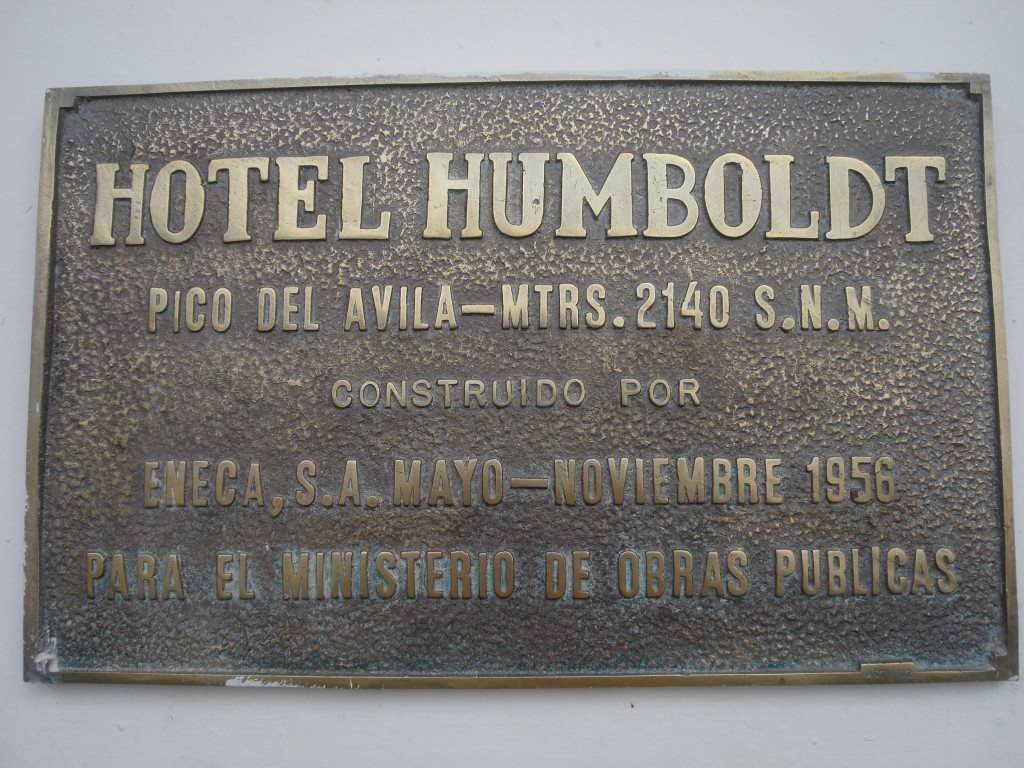 HOTEL HUMBOLDT
PICO DEL AVILA-MTRS. 2140 S.N.M.
CONSTRUIDO POR
ENECA, S.A. MAYO-NOVIEMBRE 1956
PARA EL MINISTERIO DE OBRAS PUBLICAS